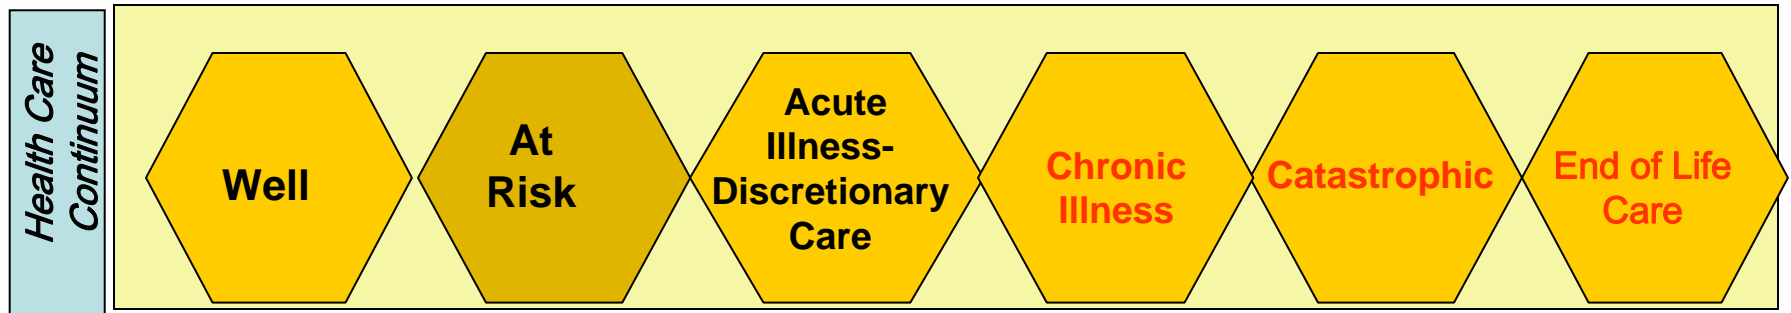 Health Care
Continuum
Well
At
Risk
Acute
Illness-
Discretionary
Care
Chronic
Illness
Catastrophic
End of Life
Care